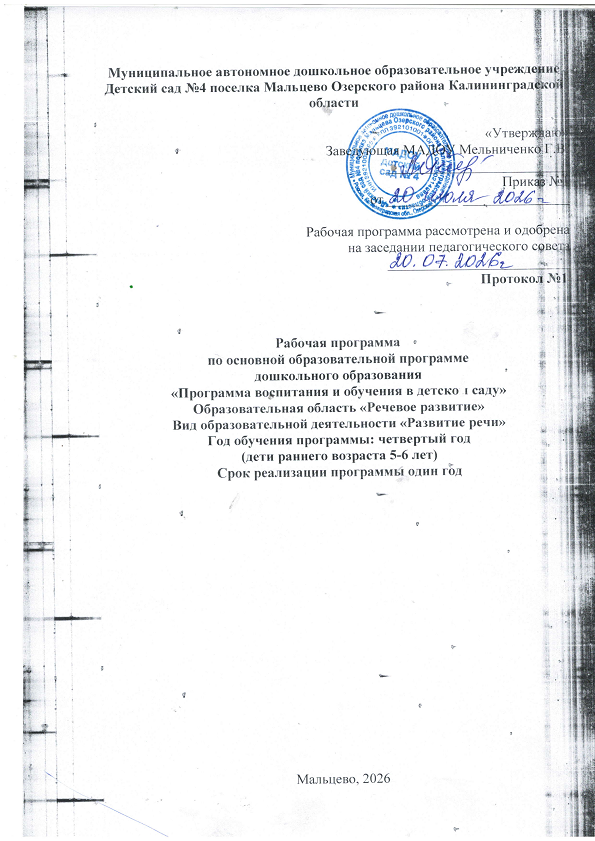 Муниципальное автономное дошкольное образовательное учреждение
Детский сад №4 поселка Мальцево Озерского района Калининградской
области
«Утверждаю
Заведующая МАДОУ Мельниченко Г.В.
Приказ №1
от 20 июля 2026 г
Рабочая программа рассмотрена и одобрена
на заседании педагогического совета
20.07.2026г
Протокол №1
Рабочая программа
по основной образовательной программе
дошкольного образования
«Программа воспитания и обучения в детско саду»
Образовательная область «Речевое развитие»
Вид образовательной деятельности «Развитие речи»
Год обучения программы: четвертый год
(дети раннего возраста 5-6 лет)
Срок реализации программы один год
Мальцево, 2026